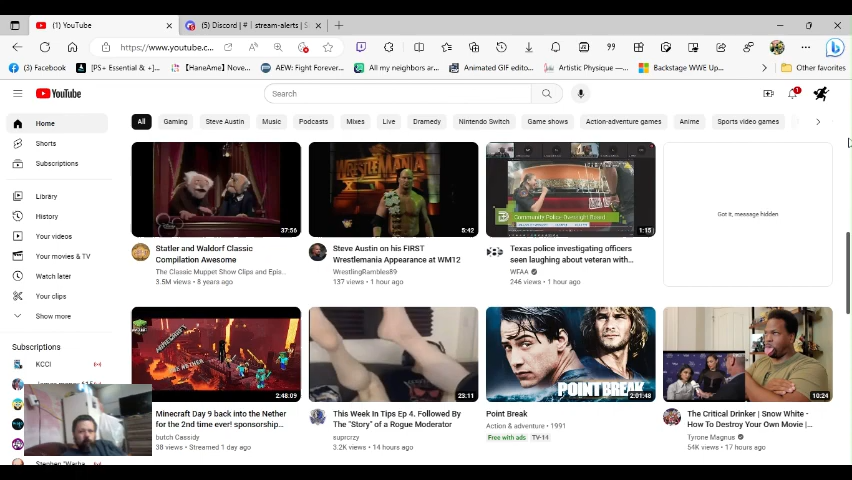 (1) YouTube
(5) Discord | # | stream-alerts | S
https://www.youtube.c...
(3) Facebook
[PS+ Essential & +]...
【HaneAme】 Nove...
AEW: Fight Forever...
All my neighbors ar...
Animated GIF edito...
Artistic Physique —...
Backstage WWE Up...
Other favorites
YouTube
Search
1
All
Gaming
Steve Austin
Music
Podcasts
Mixes
Live
Dramedy
Nintendo Switch
Game shows
Action-adventure games
Anime
Sports video games
Home
Shorts
Subscriptions
Library
History
Your videos
Your movies & TV
Watch later
Your clips
Show more
Subscriptions
KCCI
37:56
Statler and Waldorf Classic
Compilation Awesome
The Classic Muppet Show Clips and Epis...
3.5M views • 8 years ago
WRESTLEMANIA
5:42
Steve Austin on his FIRST
Wrestlemania Appearance at WM12
WrestlingRambles89
137 views • 1 hour ago
Community Police Oversight Board
1:15
Texas police investigating officers
seen laughing about veteran with...
WFAA
246 views • 1 hour ago
Got it, message hidden
MINECRAFT
THE NETHER
2:48:09
Minecraft Day 9 back into the Nether
for the 2nd time ever! sponsorship...
butch Cassidy
38 views • Streamed 1 day ago
23:11
This Week In Tips Ep 4. Followed By
The "Story" of a Rogue Moderator
suprcrzy
3.2K views • 14 hours ago
POINT BREAK
2:01:48
Point Break
Action & adventure • 1991
Free with ads
TV-14
10:24
The Critical Drinker | Snow White -
How To Destroy Your Own Movie |...
Tyrone Magnus
54K views • 17 hours ago